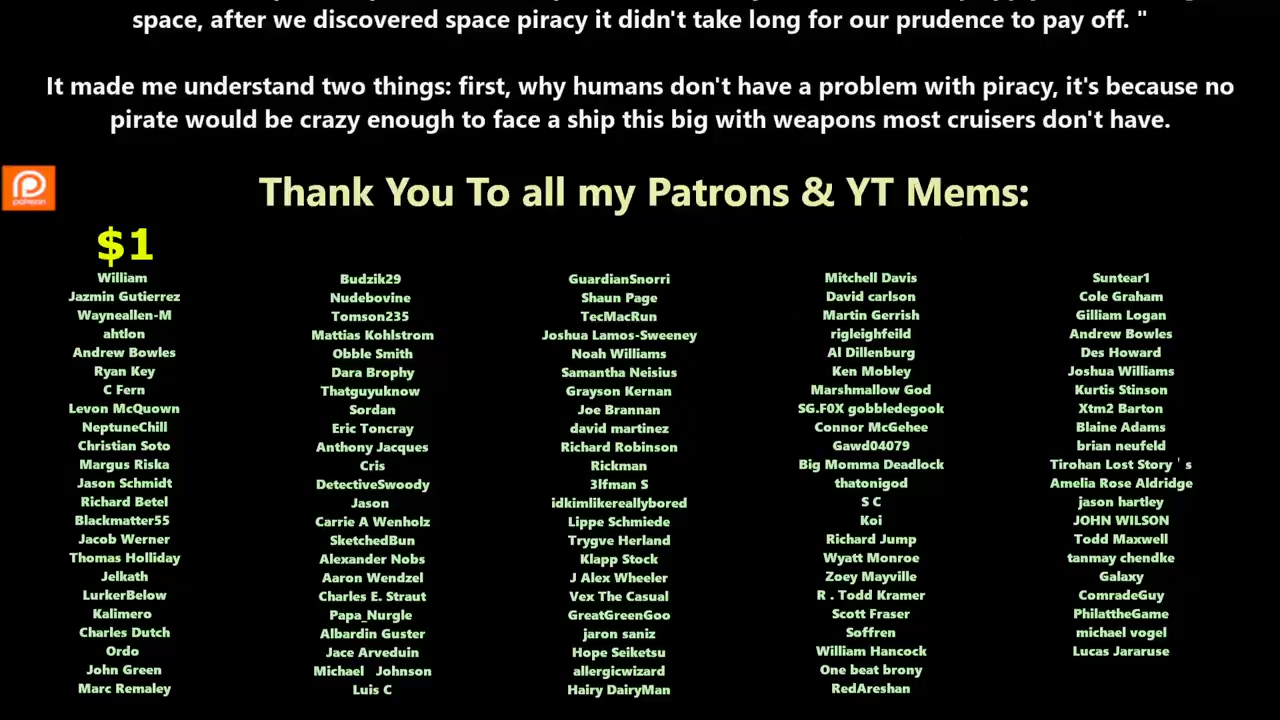 space, after we discovered space piracy it didn't take long for our prudence to pay off. "
It made me understand two things: first, why humans don't have a problem with piracy, it's because no
pirate would be crazy enough to face a ship this big with weapons most cruisers don't have.
patreon
Thank You To all my Patrons & YT Mems:
$1
William
Jazmin Gutierrez
Wayneallen-M
ahtlon
Andrew Bowles
Ryan Key
C Fern
Levon McQuown
NeptuneChill
Christian Soto
Margus Riska
Jason Schmidt
Richard Betel
Blackmatter55
Jacob Werner
Thomas Holliday
Jelkath
LurkerBelow
Kalimero
Charles Dutch
Ordo
John Green
Marc Remaley
Budzik29
Nudebovine
Tomson235
Mattias Kohlstrom
Obble Smith
Dara Brophy
Thatguyuknow
Sordan
Eric Toncray
Anthony Jacques
Cris
DetectiveSwoody
Jason
Carrie A Wenholz
SketchedBun
Alexander Nobs
Aaron Wendzel
Charles E. Straut
Papa_Nurgle
Albardin Guster
Jace Arveduin
Michael Johnson
Luis C
GuardianSnorri
Shaun Page
TecMacRun
Joshua Lamos-Sweeney
Noah Williams
Samantha Neisius
Grayson Kernan
Joe Brannan
david martinez
Richard Robinson
Rickman
3lfman S
idkimlikereallybored
Lippe Schmiede
Trygve Herland
Klapp Stock
J Alex Wheeler
Vex The Casual
GreatGreenGoo
jaron saniz
Hope Seiketsu
allergicwizard
Hairy DairyMan
Mitchell Davis
David carlson
Martin Gerrish
rigleighfeild
Al Dillenburg
Ken Mobley
Marshmallow God
SG.F0X gobbledegook
Connor McGehee
Gawd04079
Big Momma Deadlock
thatonigod
S C
Koi
Richard Jump
Wyatt Monroe
Zoey Mayville
R . Todd Kramer
Scott Fraser
Soffren
William Hancock
One beat brony
RedAreshan
Suntear1
Cole Graham
Gilliam Logan
Andrew Bowles
Des Howard
Joshua Williams
Kurtis Stinson
Xtm2 Barton
Blaine Adams
brian neufeld
Tirohan Lost Story ' s
Amelia Rose Aldridge
jason hartley
JOHN WILSON
Todd Maxwell
tanmay chendke
Galaxy
ComradeGuy
PhilattheGame
michael vogel
Lucas Jararuse